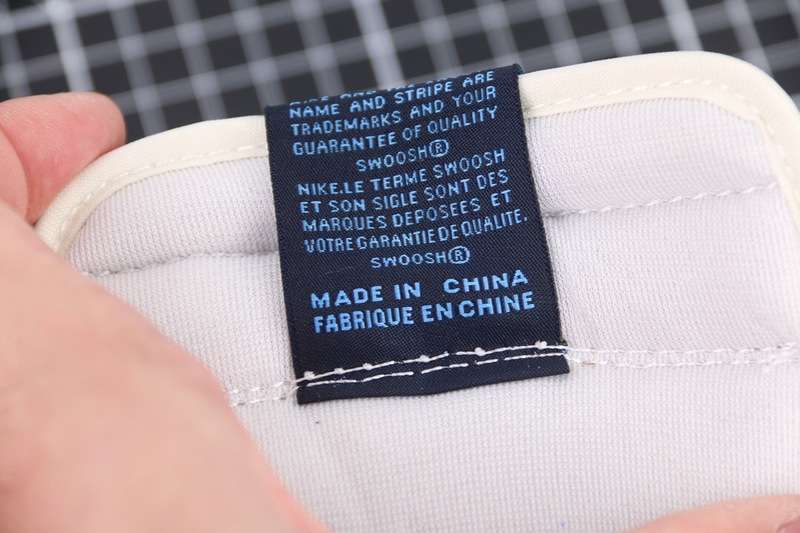 NAME AND STRIPE ARE
TRADEMARKS AND YOUR
GUARANTEE OF QUALITY
SWOOSH®
NIKE.LE TERME SWOOSH
ET SON SIGLE SONT DES
MARQUES DEPOSEES ET
VOTRE GARANTIE DE QUALITE.
SWOOSH®
MADE IN CHINA
FABRIQUE EN CHINE